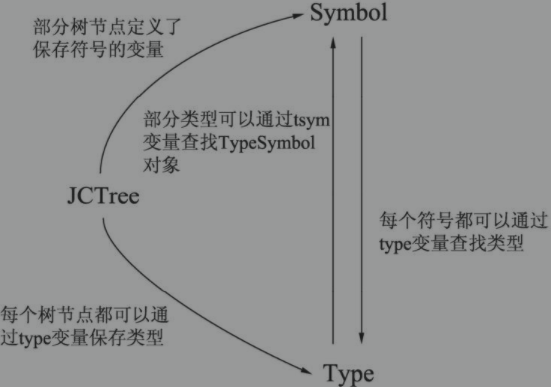 Symbol
部分树节点定义了
保存符号的变量
部分类型可以通过tsym
变量查找TypeSymbol
对象
JCTree
每个符号都可以通过
type变量查找类型
每个树节点都可以通
过type变量保存类型
Type